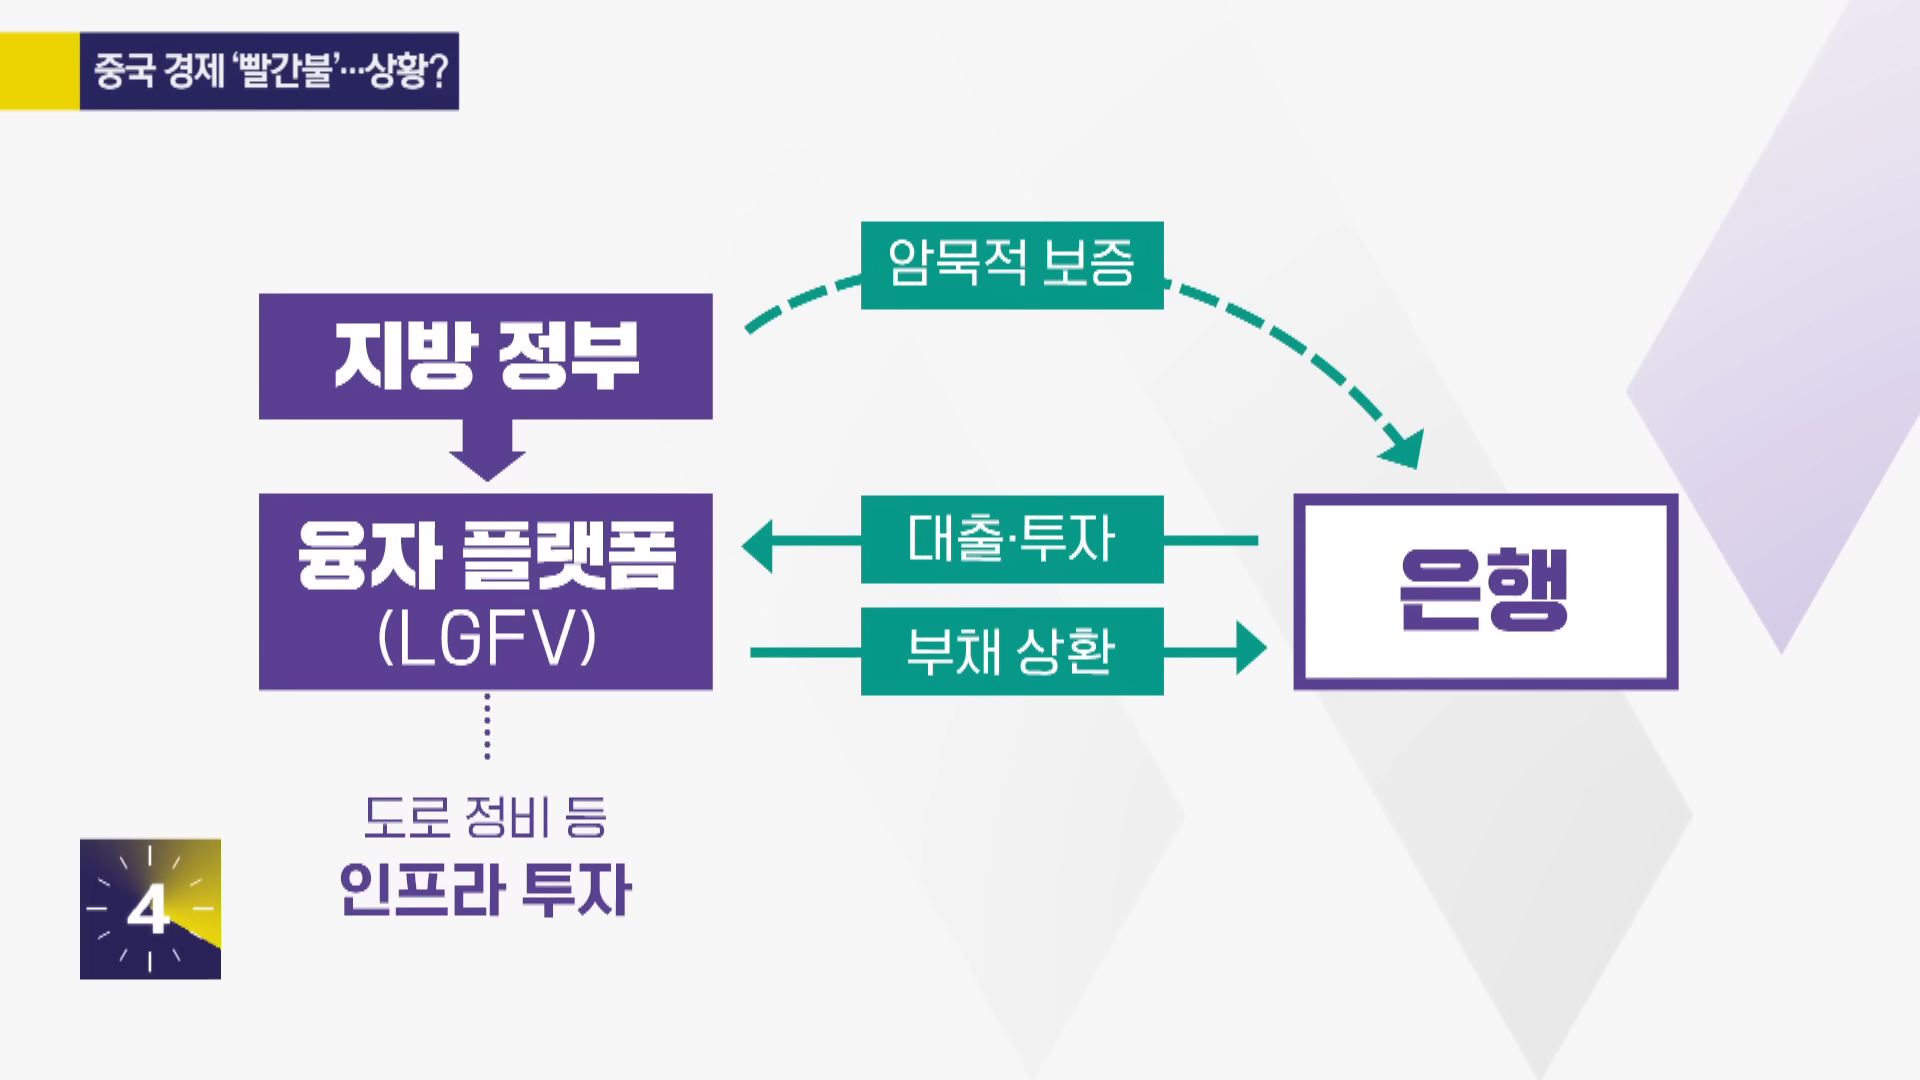 중국 경제 ‘빨간불’…상황?
암묵적 보증
지방 정부
융자 플랫폼
(LGFV)
대출·투자
부채 상환
은행
도로 정비 등
인프라 투자
4